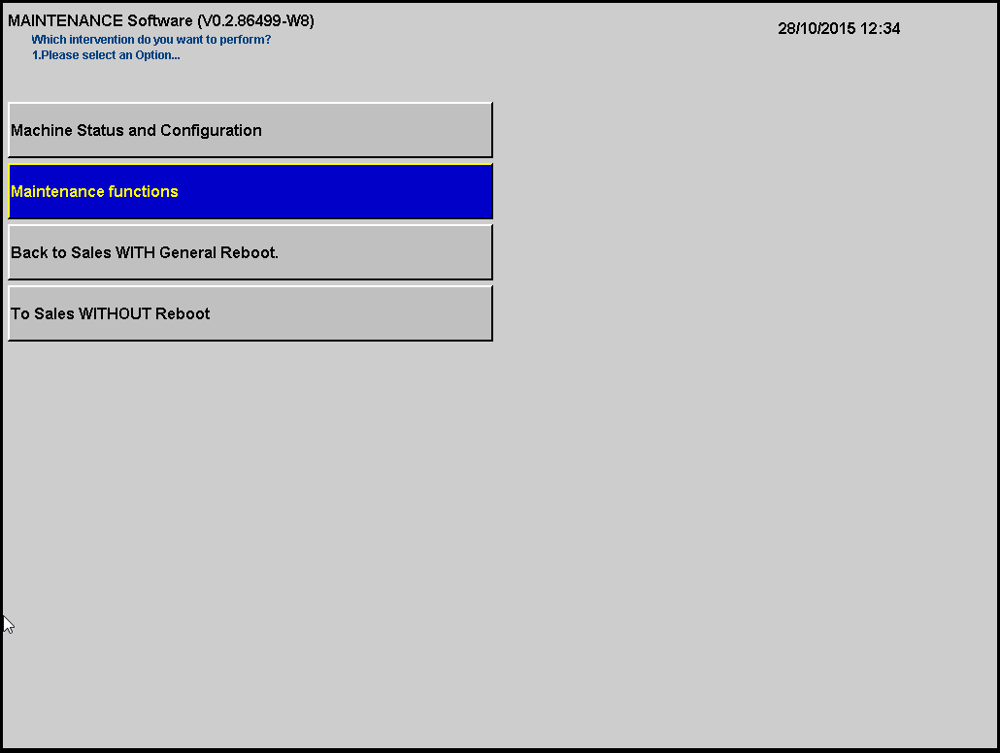 MAINTENANCE Software (V0.2.86499-W8)
28/10/2015 12:34
Which intervention do you want to perform?
1.Please select an Option...
Machine Status and Configuration
Maintenance functions
Back to Sales WITH General Reboot.
To Sales WITHOUT Reboot